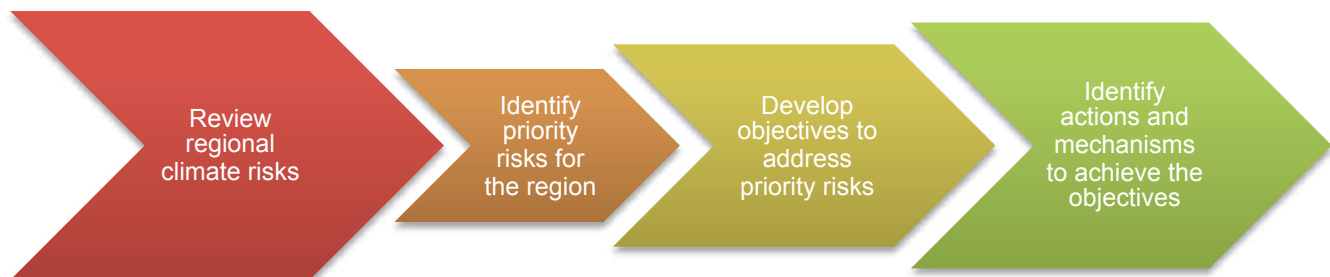 Review
regional
climate risks
Identify
priority
risks for
the region
Develop
objectives to
address
priority risks
Identify
actions and
mechanisms
to achieve the
objectives